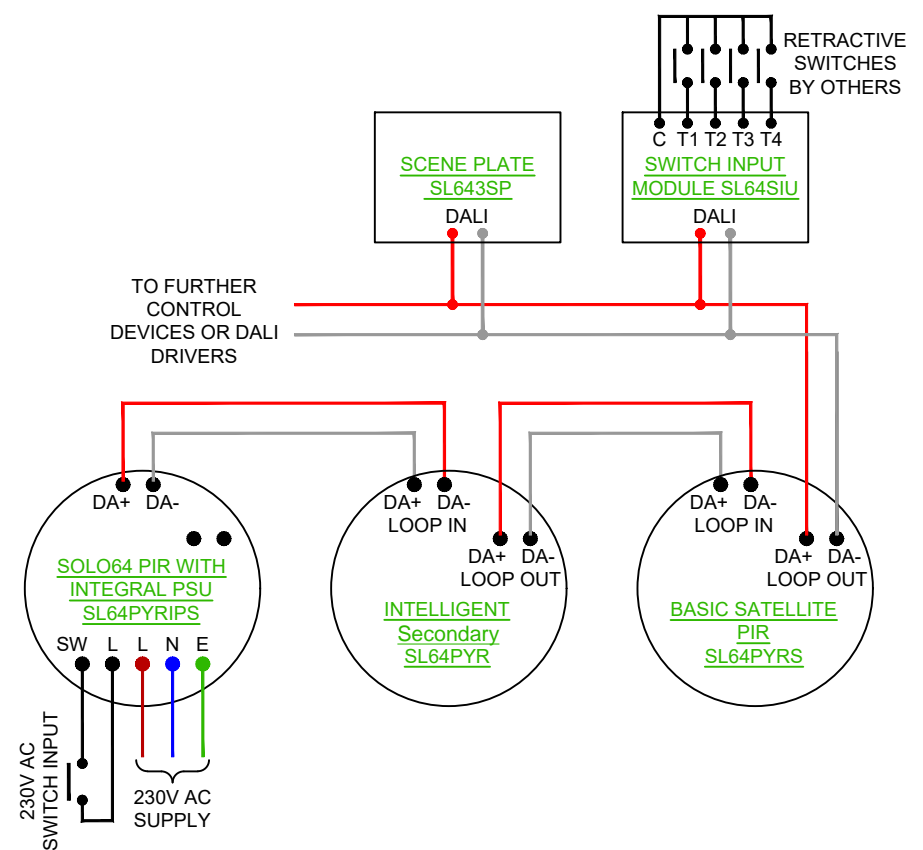 RETRACTIVE
SWITCHES
BY OTHERS
C T1 T2 T3 T4
SCENE PLATE
SL643SP
DALI
SWITCH INPUT
MODULE SL64SIU
DALI
TO FURTHER
CONTROL
DEVICES OR DALI
DRIVERS
DA+ DA-
SOLO64 PIR WITH
INTEGRAL PSU
SL64PYRIPS
SW L L N E
230V AC
SWITCH INPUT
230V AC
SUPPLY
DA+ DA-
LOOP IN
DA+ DA-
LOOP OUT
INTELLIGENT
Secondary
SL64PYR
DA+ DA-
LOOP IN
DA+ DA-
LOOP OUT
BASIC SATELLITE
PIR
SL64PYRS